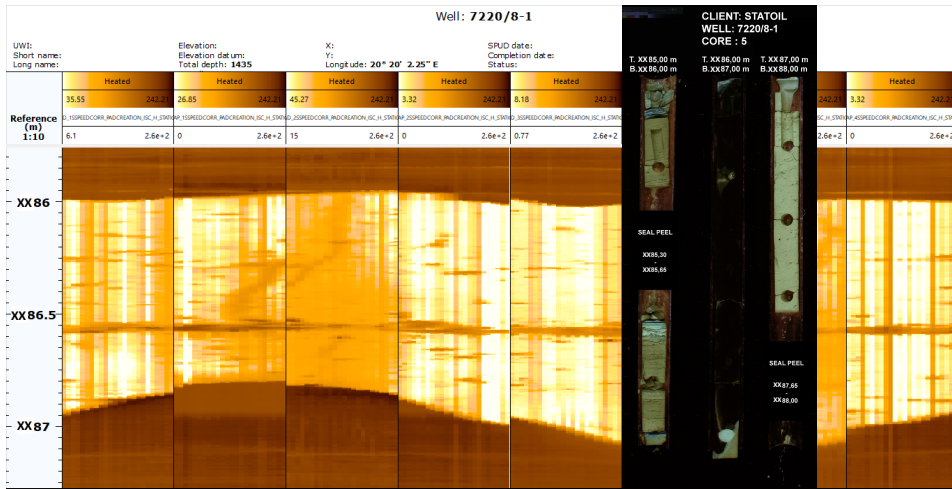 Well: 7220/8-1
UWI:
Short name:
Long name:
Elevation:
Elevation datum:
Total depth: 1435
X:
Y:
Longitude: 20° 20' 2.25'' E
SPUD date:
Completion date:
Status:
CLIENT: STATOIL
WELL: 7220/8-1
CORE : 5
T. XX85,00 m T. XX86,00 m T. XX87,00 m
B. XX86,00 m B. XX87,00 m B. XX88,00 m
Heated Heated Heated Heated Heated Heated
35.55 242.21 26.85 242.21 45.27 242.21 3.32 242.21 8.18 242.21 3.32 242.21
Reference
(m)
1:10
6.1 2.6e+2 0 2.6e+2 15 2.6e+2 0 2.6e+2 0.77 2.6e+2 0 2.6e+2
XX86
XX86.5
XX87
SEAL PEEL
XX85,30
-
XX85,65
SEAL PEEL
XX87,65
-
XX88,00